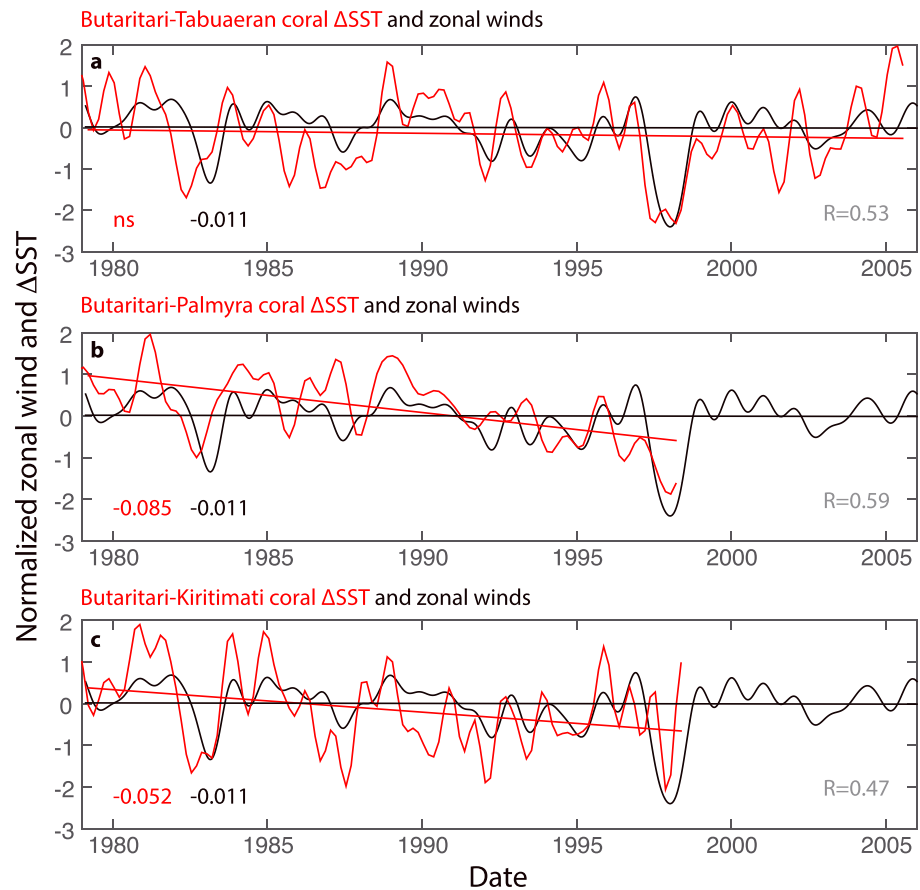 Butaritari-Tabuaeran coral ΔSST and zonal winds
a
2
1
0
-1
-2
-3
ns -0.011
R=0.53
1980 1985 1990 1995 2000 2005
Butaritari-Palmyra coral ΔSST and zonal winds
b
2
1
0
-1
-2
-3
-0.085 -0.011
R=0.59
1980 1985 1990 1995 2000 2005
Butaritari-Kiritimati coral ΔSST and zonal winds
c
2
1
0
-1
-2
-3
-0.052 -0.011
R=0.47
1980 1985 1990 1995 2000 2005
Normalized zonal wind and ΔSST
Date